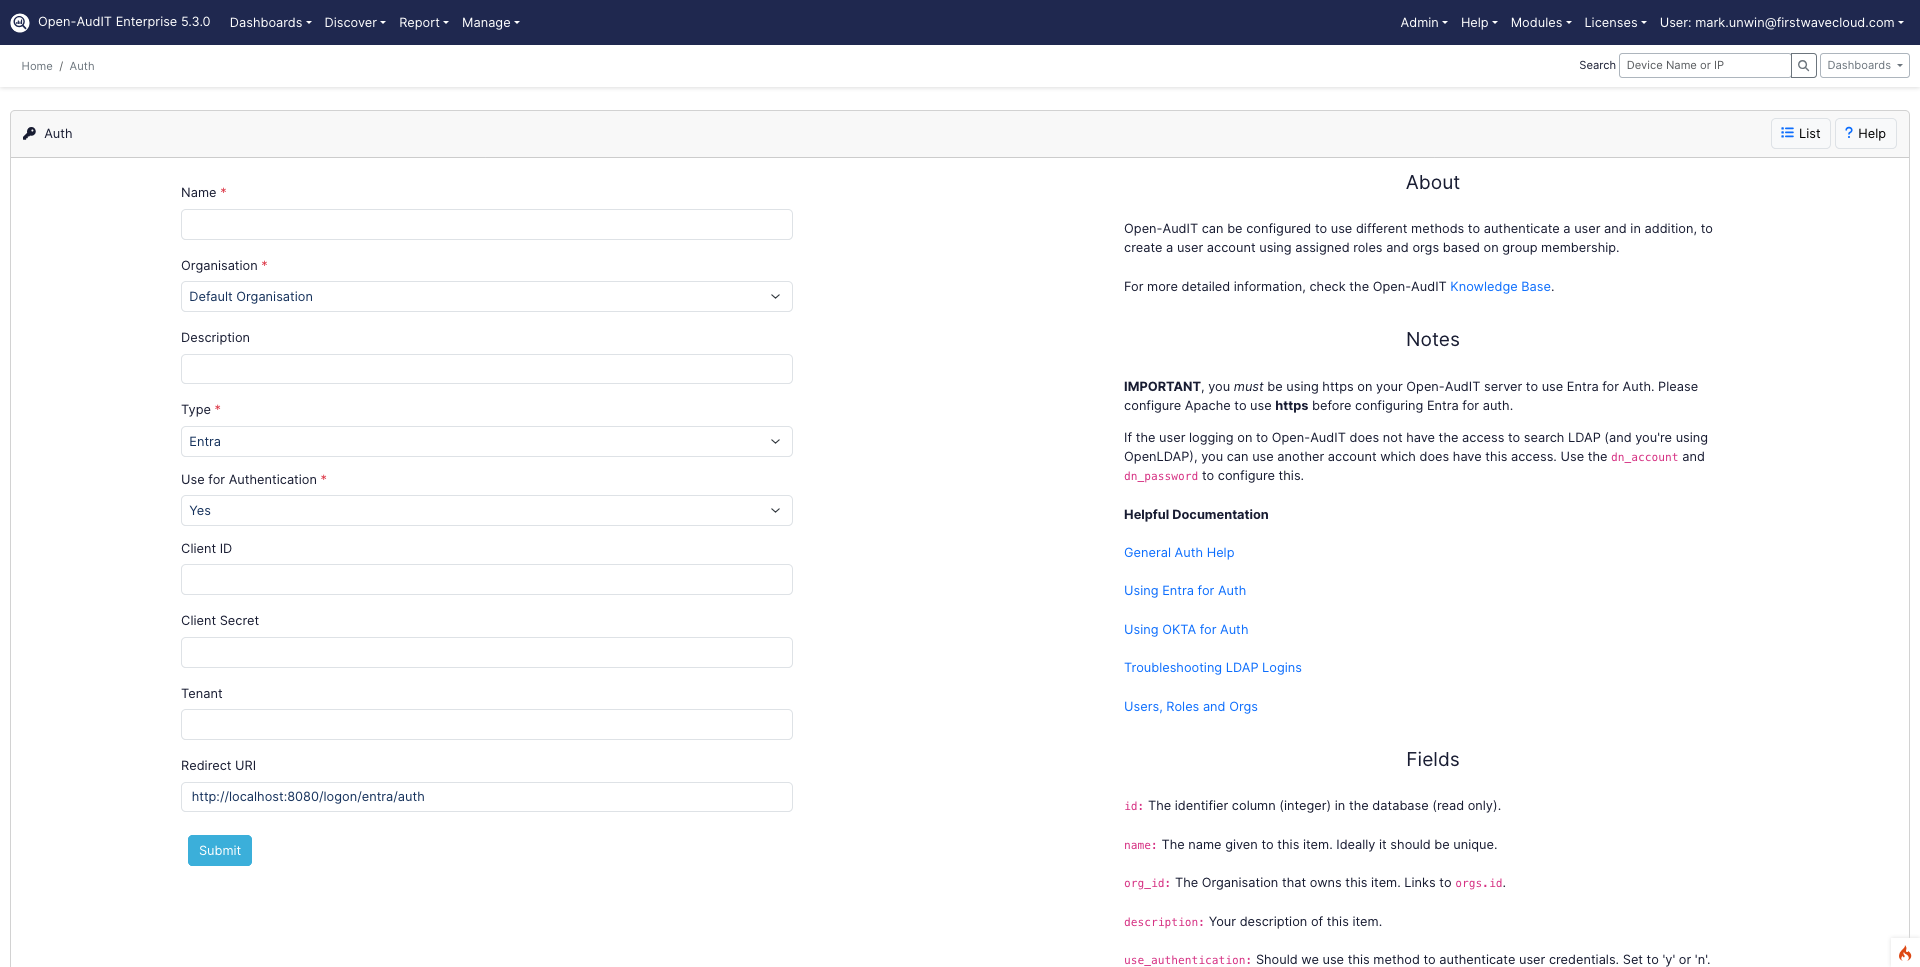 Open-AudIT Enterprise 5.3.0 Dashboards Discover Report Manage Admin Help Modules Licenses User: mark.unwin@firstwavecloud.com
Home / Auth Search Device Name or IP Dashboards
Auth List ? Help
Name *
Organisation *
Default Organisation
Description
Type *
Entra
Use for Authentication *
Yes
Client ID
Client Secret
Tenant
Redirect URI
http://localhost:8080/logon/entra/auth
Submit
About
Open-AudIT can be configured to use different methods to authenticate a user and in addition, to
create a user account using assigned roles and orgs based on group membership.
For more detailed information, check the Open-AudIT Knowledge Base.
Notes
IMPORTANT, you must be using https on your Open-AudIT server to use Entra for Auth. Please
configure Apache to use https before configuring Entra for auth.
If the user logging on to Open-AudIT does not have the access to search LDAP (and you're using
OpenLDAP), you can use another account which does have this access. Use the dn_account and
dn_password to configure this.
Helpful Documentation
General Auth Help
Using Entra for Auth
Using OKTA for Auth
Troubleshooting LDAP Logins
Users, Roles and Orgs
Fields
id: The identifier column (integer) in the database (read only).
name: The name given to this item. Ideally it should be unique.
org_id: The Organisation that owns this item. Links to orgs.id.
description: Your description of this item.
use_authentication: Should we use this method to authenticate user credentials. Set to 'y' or 'n'.